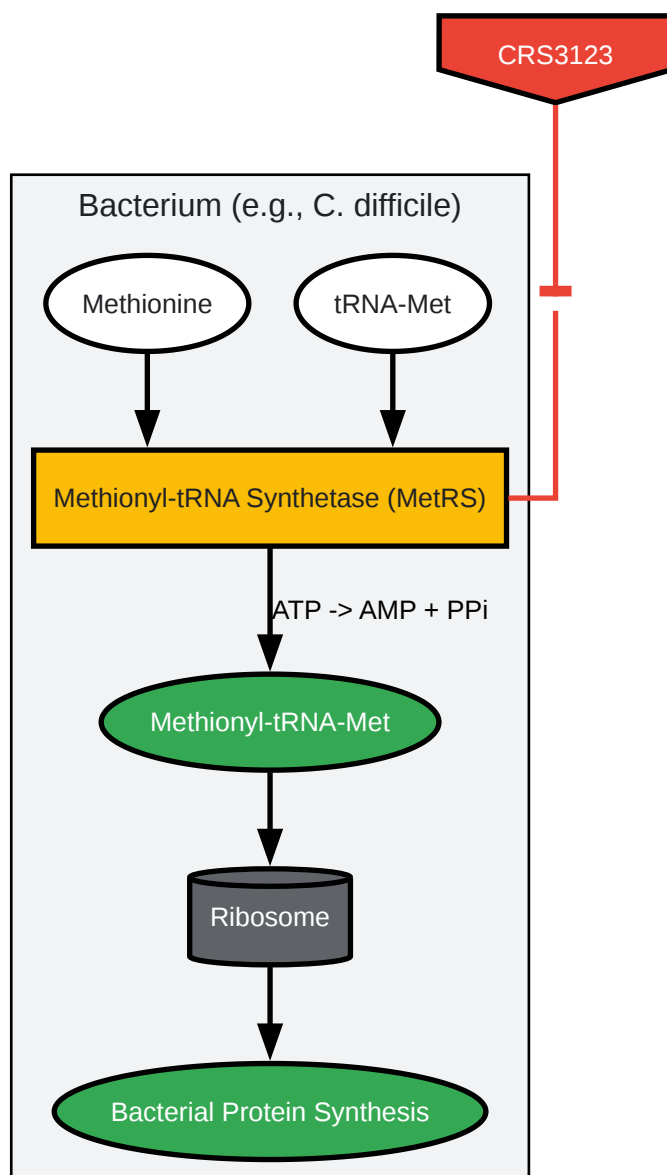 CRS3123
Bacterium (e.g., C. difficile)
Methionine
tRNA-Met
Methionyl-tRNA Synthetase (MetRS)
ATP -> AMP + PPi
Methionyl-tRNA-Met
Ribosome
Bacterial Protein Synthesis